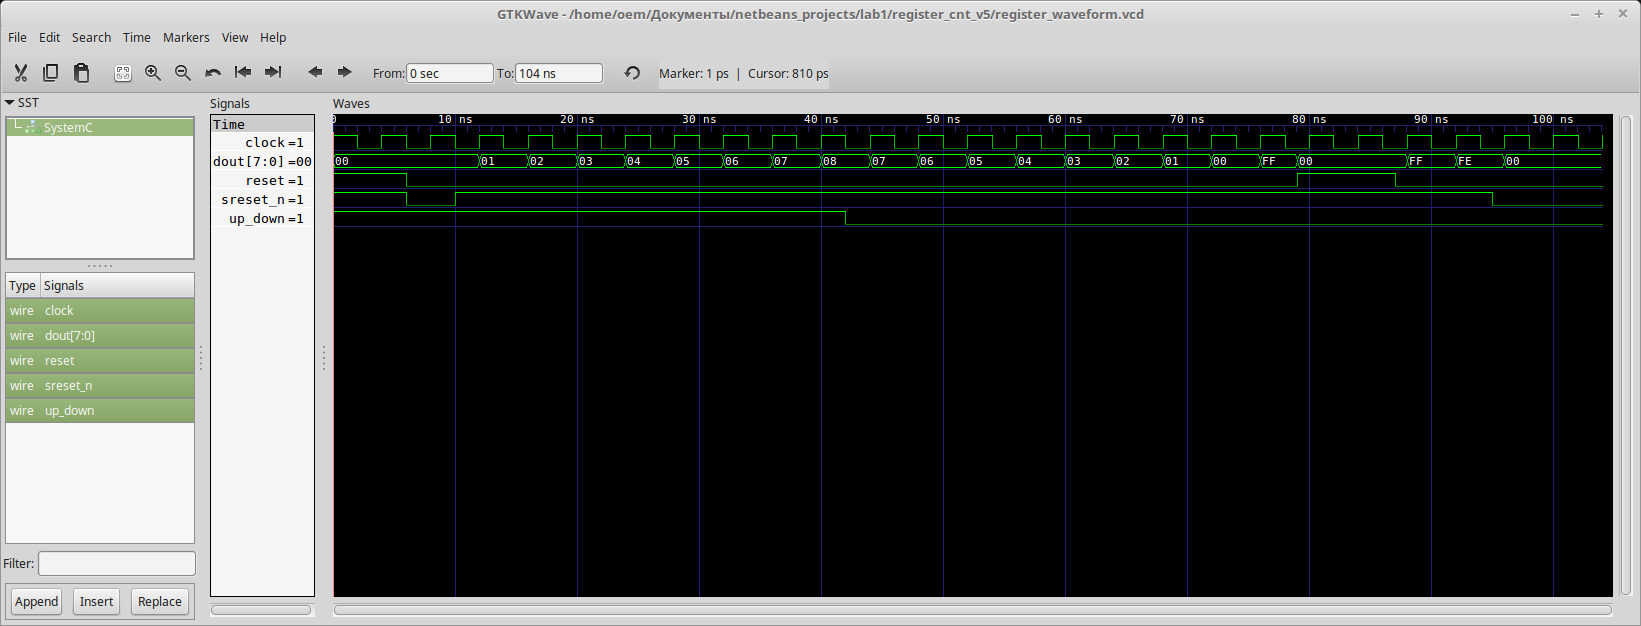 GTKWave - /home/oem/Документы/netbeans_projects/lab1/register_cnt_v5/register_waveform.vcd
File Edit Search Time Markers View Help
From: 0 sec To: 104 ns Marker: 1 ps | Cursor: 810 ps
SST
SystemC
Type Signals
wire clock
wire dout[7:0]
wire reset
wire sreset_n
wire up_down
Filter:
Append Insert Replace
Signals
Time
clock=1
dout[7:0]=00
reset=1
sreset_n=1
up_down=1
Waves
0 10 ns 20 ns 30 ns 40 ns 50 ns 60 ns 70 ns 80 ns 90 ns 100 ns
00 01 02 03 04 05 06 07 08 07 06 05 04 03 02 01 00 FF 00 FF FE 00